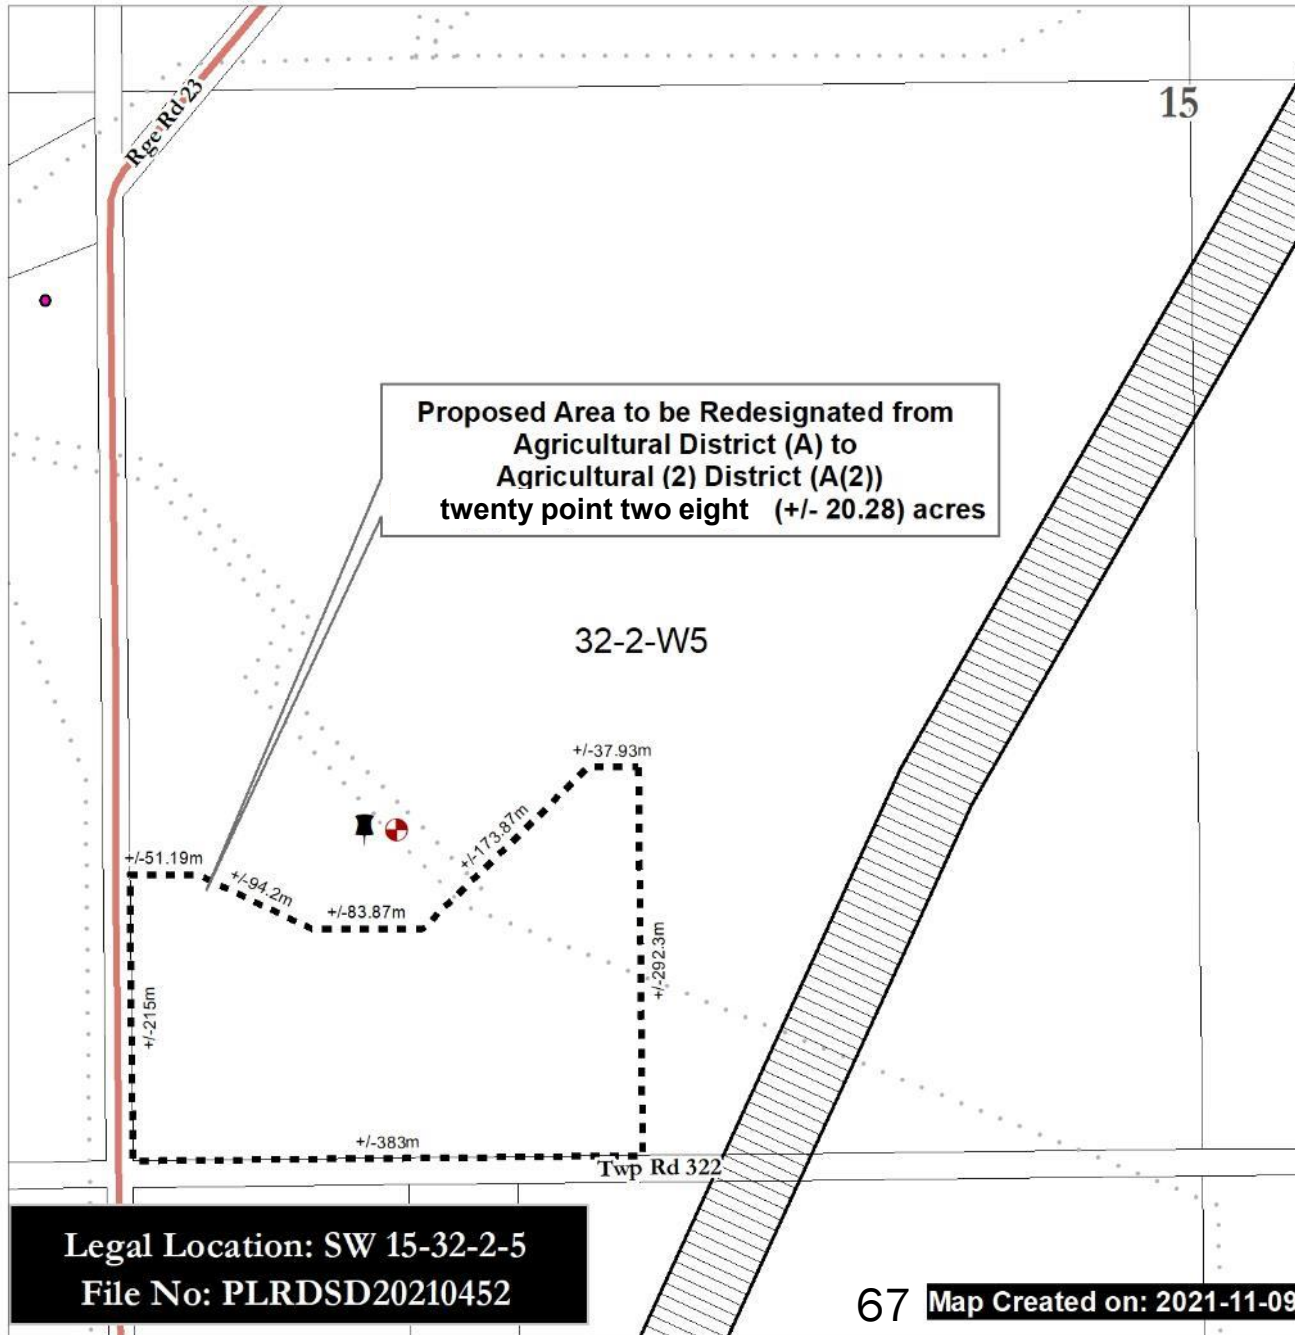 15
Rge Rd 23
Proposed Area to be Redesignated from
Agricultural District (A) to
Agricultural (2) District (A(2))
twenty point two eight (+/- 20.28) acres
32-2-W5
+/-37.93m
+/-173.87m
+/-51.19m
+/-94.2m
+/-83.87m
+/-292.3m
+/-215m
+/-383m
Twp Rd 322
Legal Location: SW 15-32-2-5
File No: PLRDSD20210452
67 Map Created on: 2021-11-09